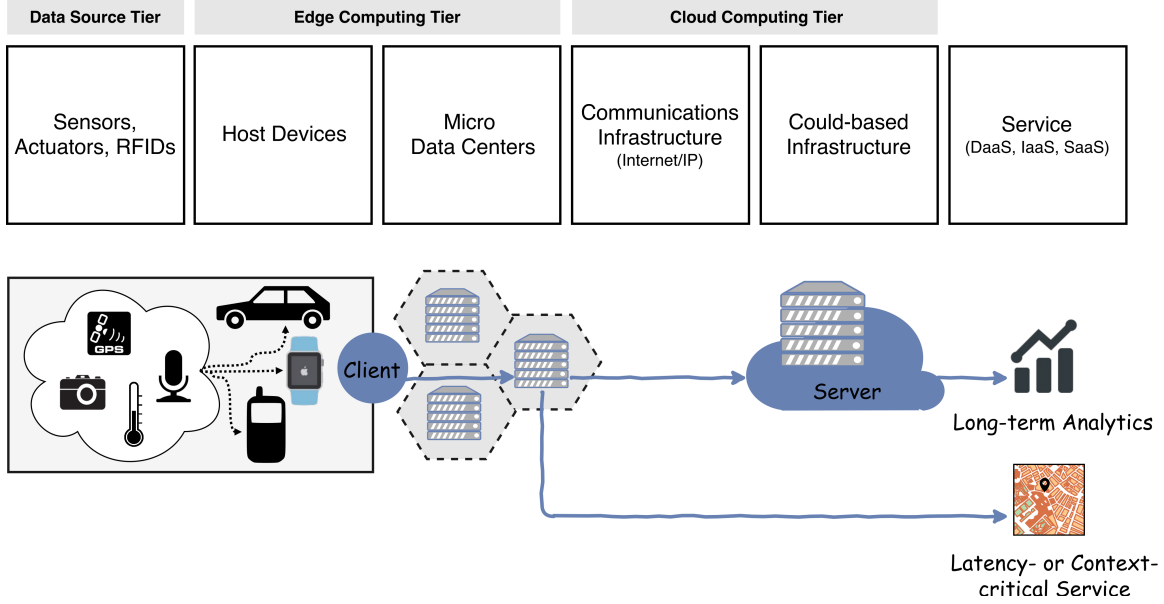 Data Source Tier
Edge Computing Tier
Cloud Computing Tier
Sensors,
Actuators, RFIDs
Host Devices
Micro
Data Centers
Communications
Infrastructure
(Internet/IP)
Could-based
Infrastructure
Service
(DaaS, IaaS, SaaS)
GPS
Client
Server
Long-term Analytics
Latency- or Context-
critical Service